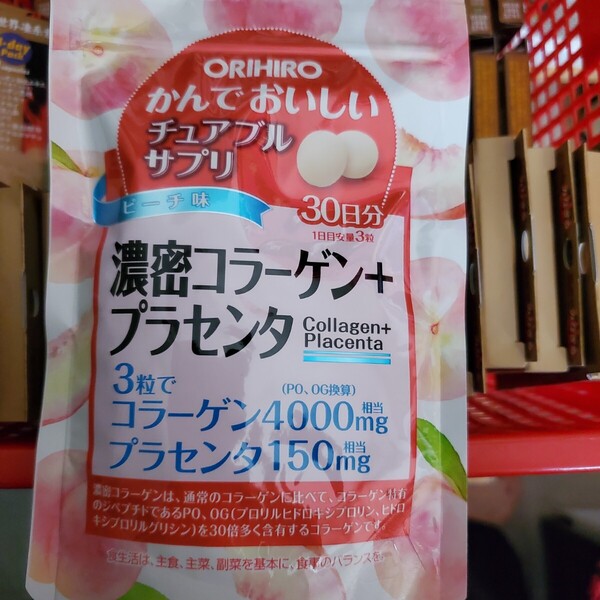 ORIHIRO
かんでおいしい
チュアブル
サプリ
ピーチ味
30日分
1日目安量3粒
濃密コラーゲン+
プラセンタ
Collagen+
Placenta
3粒で
(PO、OG換算)
コラーゲン4000mg相当
プラセンタ150mg相当
濃密コラーゲンは、通常のコラーゲンに比べて、コラーゲン特有
のジペプチドであるPO、OG(プロリルヒドロキシプロリン、ヒドロ
キシプロリルグリシン)を30倍多く含有するコラーゲンです。
食生活は、主食、主菜、副菜を基本に、食事のバランスを。